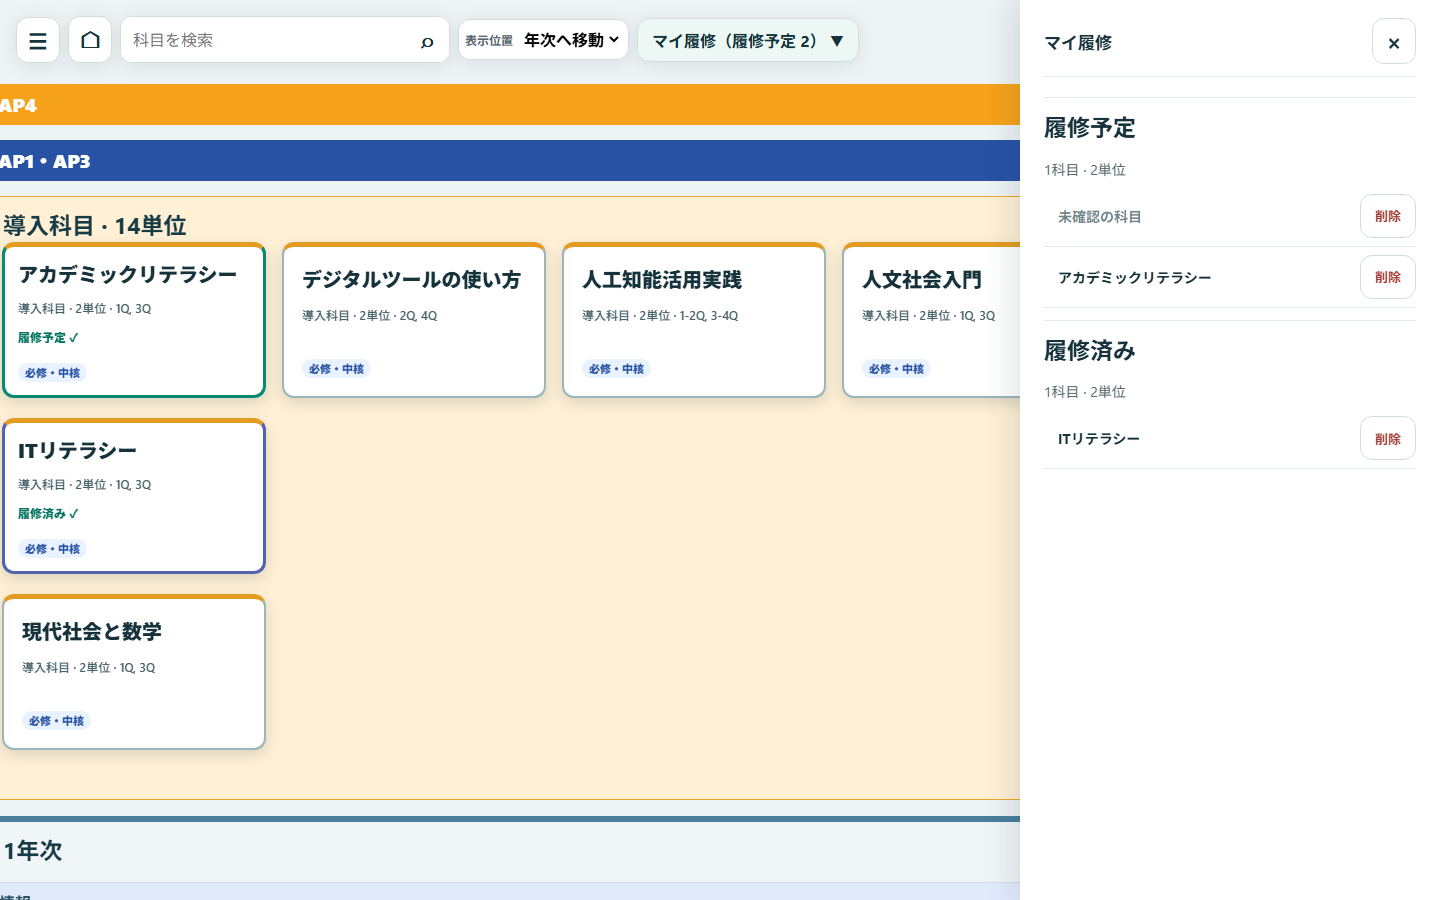 科目を検索
表示位置 年次へ移動
マイ履修（履修予定 2） ▼
AP4
AP1・AP3
導入科目 · 14単位
アカデミックリテラシー
導入科目 · 2単位 · 1Q, 3Q
履修予定 ✓
必修・中核
デジタルツールの使い方
導入科目 · 2単位 · 2Q, 4Q
必修・中核
人工知能活用実践
導入科目 · 2単位 · 1-2Q, 3-4Q
必修・中核
人文社会入門
導入科目 · 2単位 · 1Q, 3Q
必修・中核
ITリテラシー
導入科目 · 2単位 · 1Q, 3Q
履修済み ✓
必修・中核
現代社会と数学
導入科目 · 2単位 · 1Q, 3Q
必修・中核
1年次
マイ履修
×
履修予定
1科目 · 2単位
未確認の科目
削除
アカデミックリテラシー
削除
履修済み
1科目 · 2単位
ITリテラシー
削除